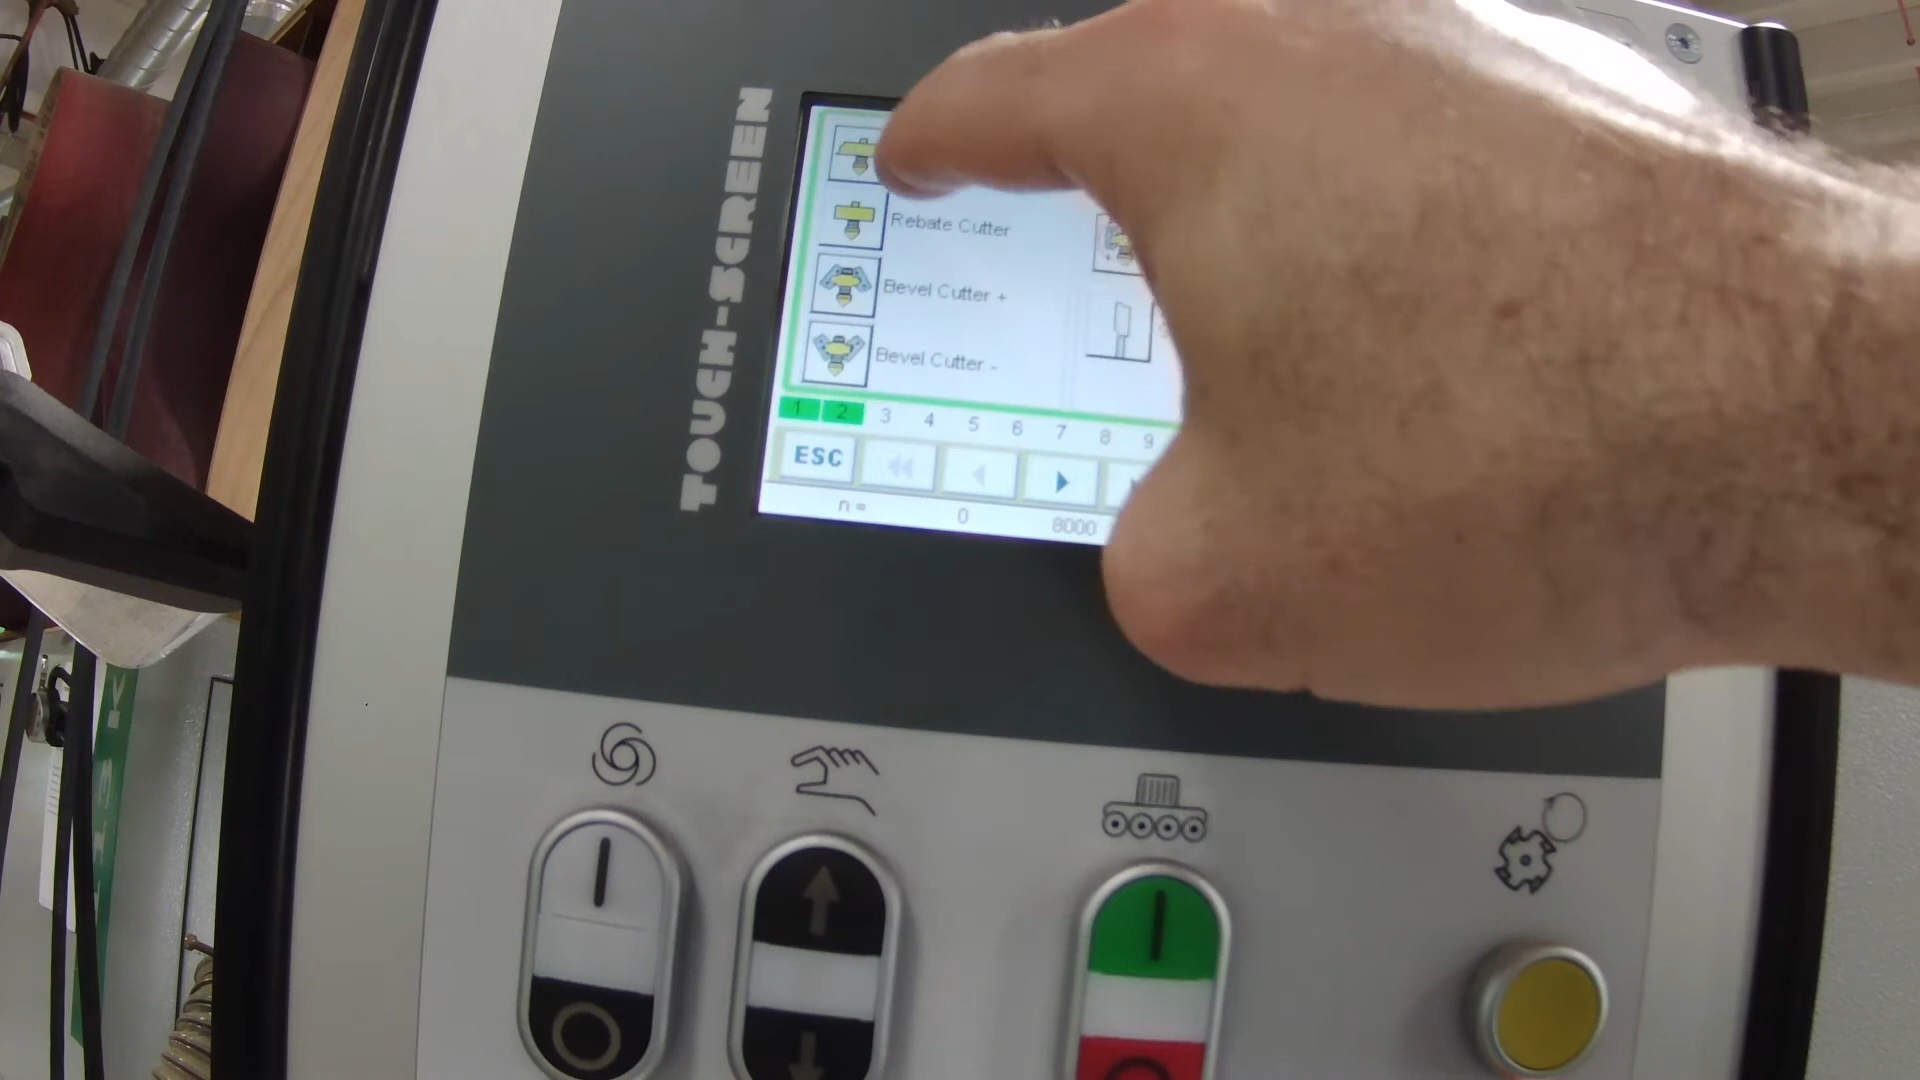 TOUCH-SCREEN
Rebate Cutter
Bevel Cutter +
Bevel Cutter -
1 2 3 4 5 6 7 8 9
ESC
n = 0 8000